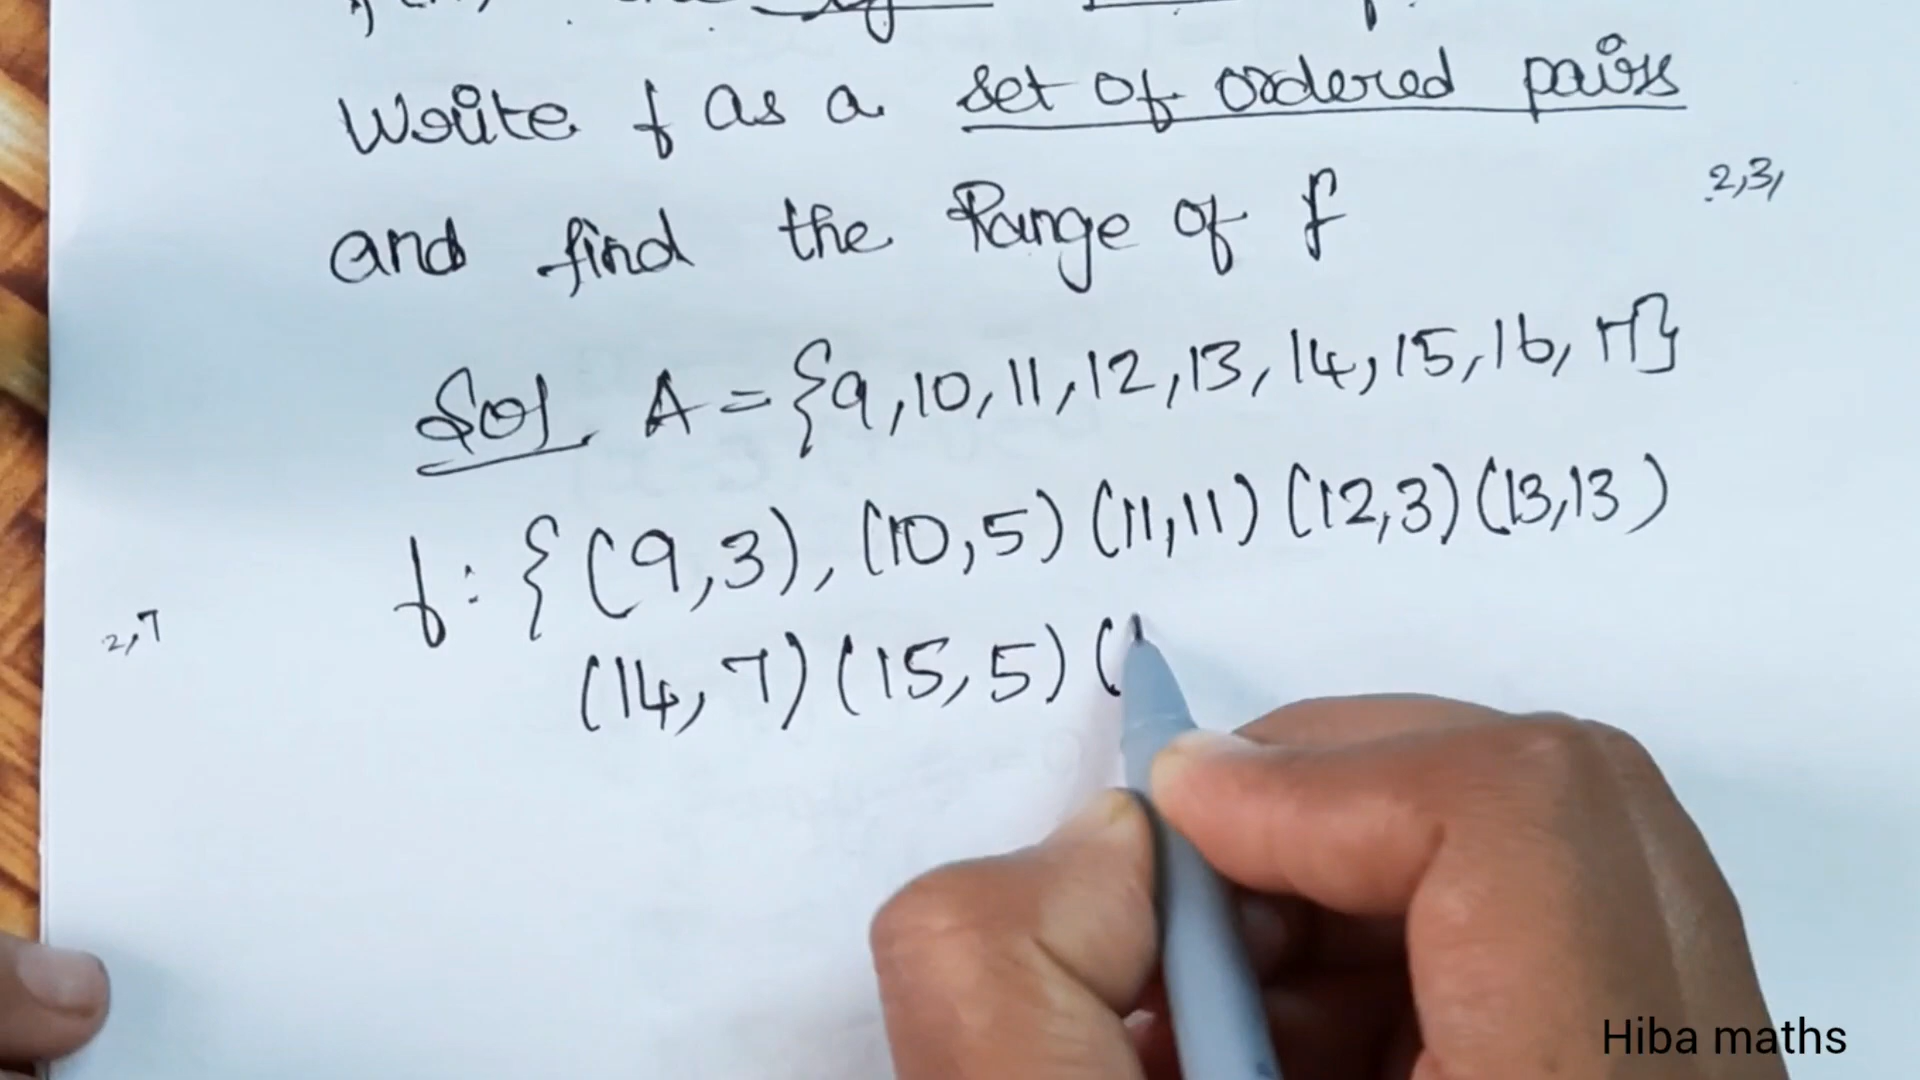 Write f as a set of ordered pairs
2,3,
and find the Range of f
Sol A = {9,10,11,12,13,14,15,16,17}
f : { (9,3), (10,5) (11,11) (12,3) (13,13)
2,7
(14,7) (15,5) (
Hiba maths